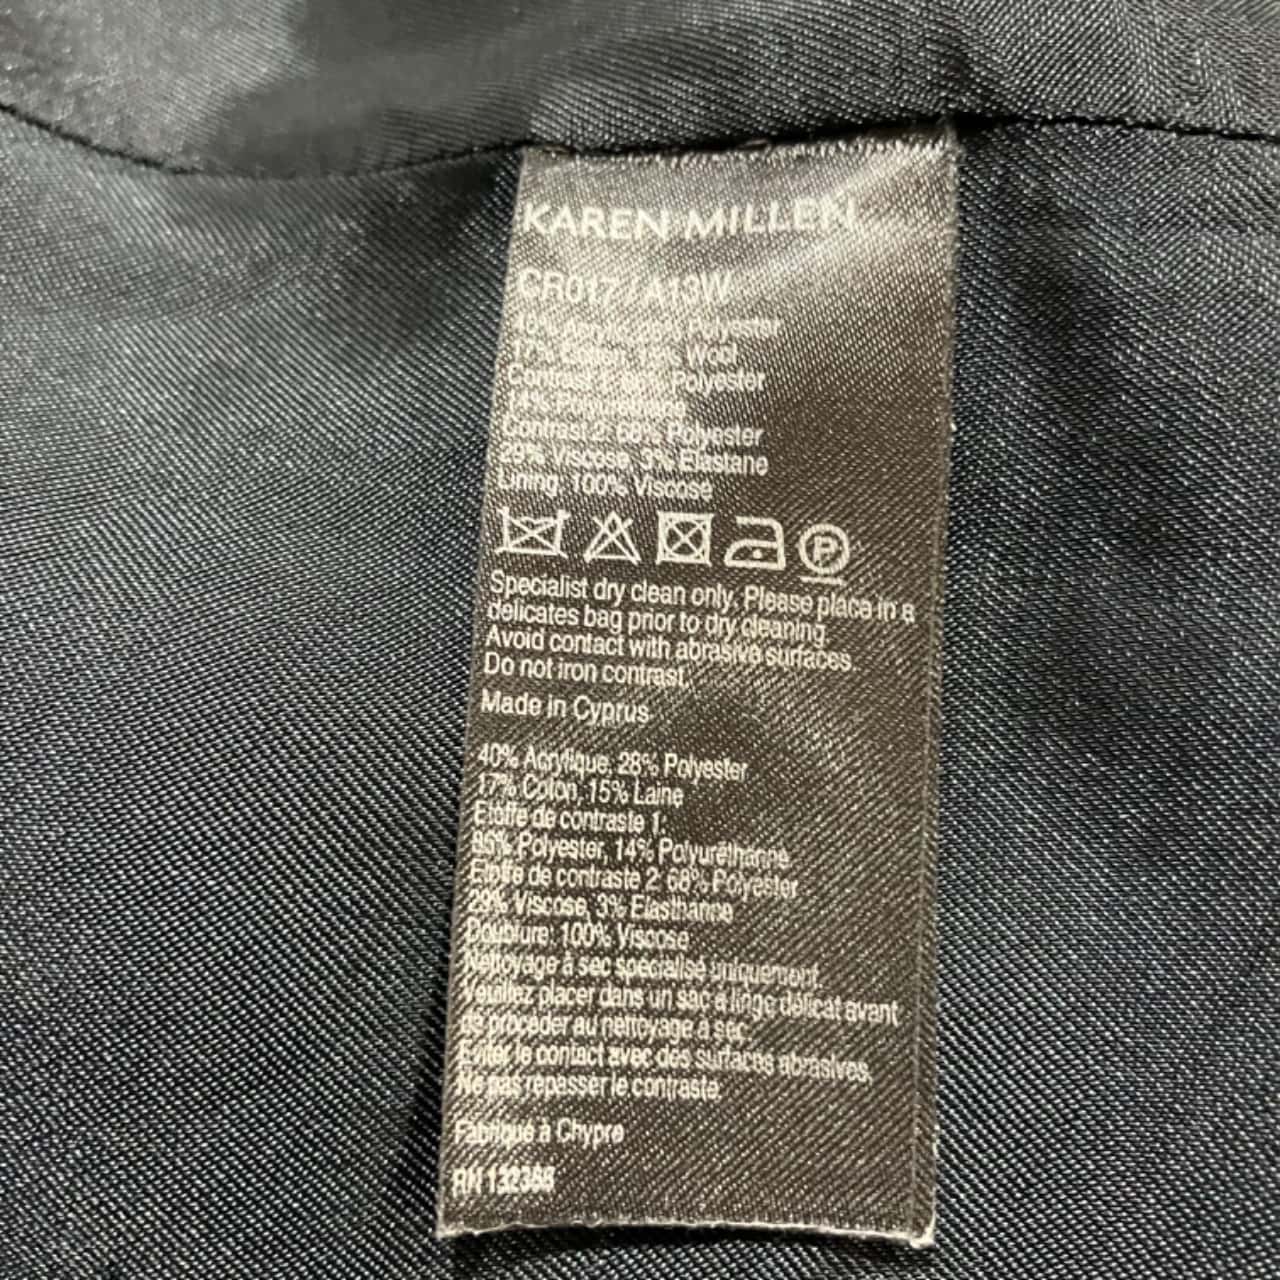 KAREN MILLEN
CR017 / A13W
40% Acrylic, 28% Polyester
17% Cotton, 15% Wool
Contrast 1: 86% Polyester
14% Polyurethane
Contrast 2: 68% Polyester
29% Viscose, 3% Elastane
Lining: 100% Viscose
P
Specialist dry clean only. Please place in a
delicates bag prior to dry cleaning.
Avoid contact with abrasive surfaces.
Do not iron contrast.
Made in Cyprus
40% Acrylique, 28% Polyester
17% Coton, 15% Laine
Etoffe de contraste 1:
86% Polyester, 14% Polyuréthanne
Etoffe de contraste 2: 68% Polyester
29% Viscose, 3% Elasthanne
Doublure: 100% Viscose
Nettoyage à sec spécialisé uniquement.
Veuillez placer dans un sac à linge délicat avant
de procéder au nettoyage à sec.
Eviter le contact avec des surfaces abrasives.
Ne pas repasser le contraste.
Fabriqué à Chypre
RN